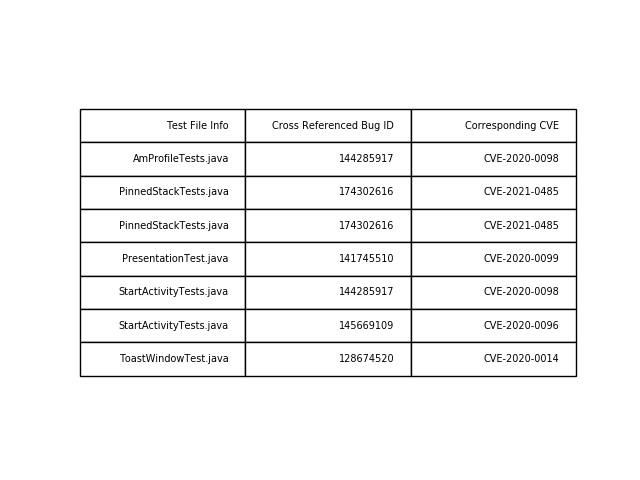 Test File Info Cross Referenced Bug ID Corresponding CVE
AmProfileTests.java 144285917 CVE-2020-0098
PinnedStackTests.java 174302616 CVE-2021-0485
PinnedStackTests.java 174302616 CVE-2021-0485
PresentationTest.java 141745510 CVE-2020-0099
StartActivityTests.java 144285917 CVE-2020-0098
StartActivityTests.java 145669109 CVE-2020-0096
ToastWindowTest.java 128674520 CVE-2020-0014